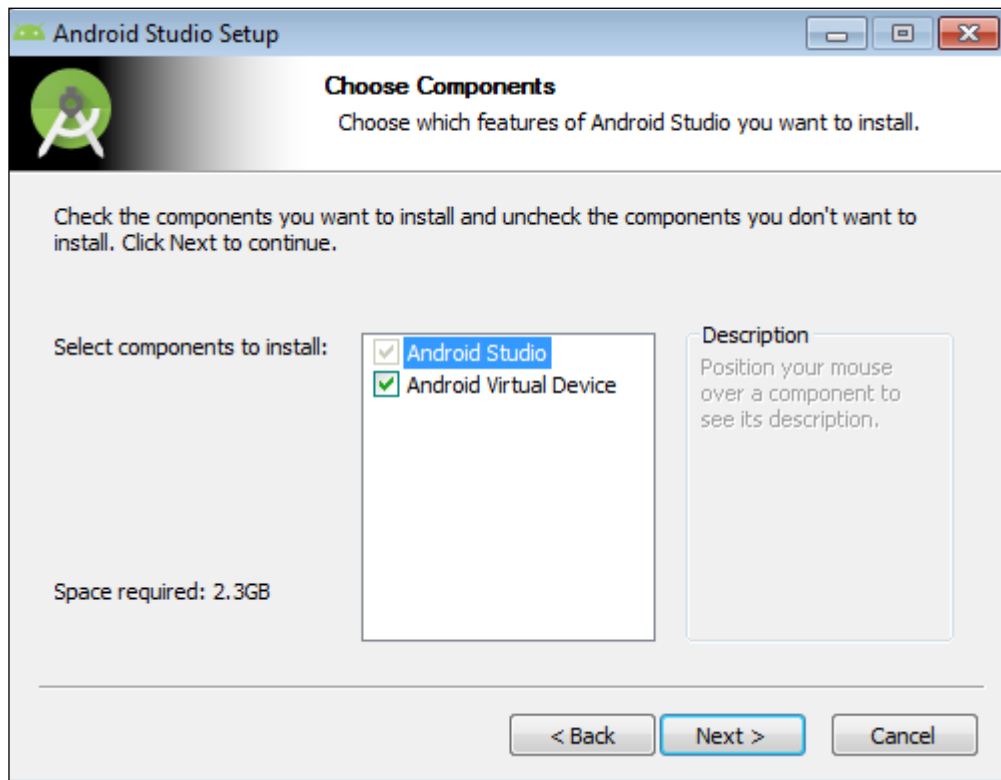 Android Studio Setup
Choose Components
Choose which features of Android Studio you want to install.
Check the components you want to install and uncheck the components you don't want to
install. Click Next to continue.
Select components to install:
Android Studio
Android Virtual Device
Description
Position your mouse
over a component to
see its description.
Space required: 2.3GB
< Back
Next >
Cancel